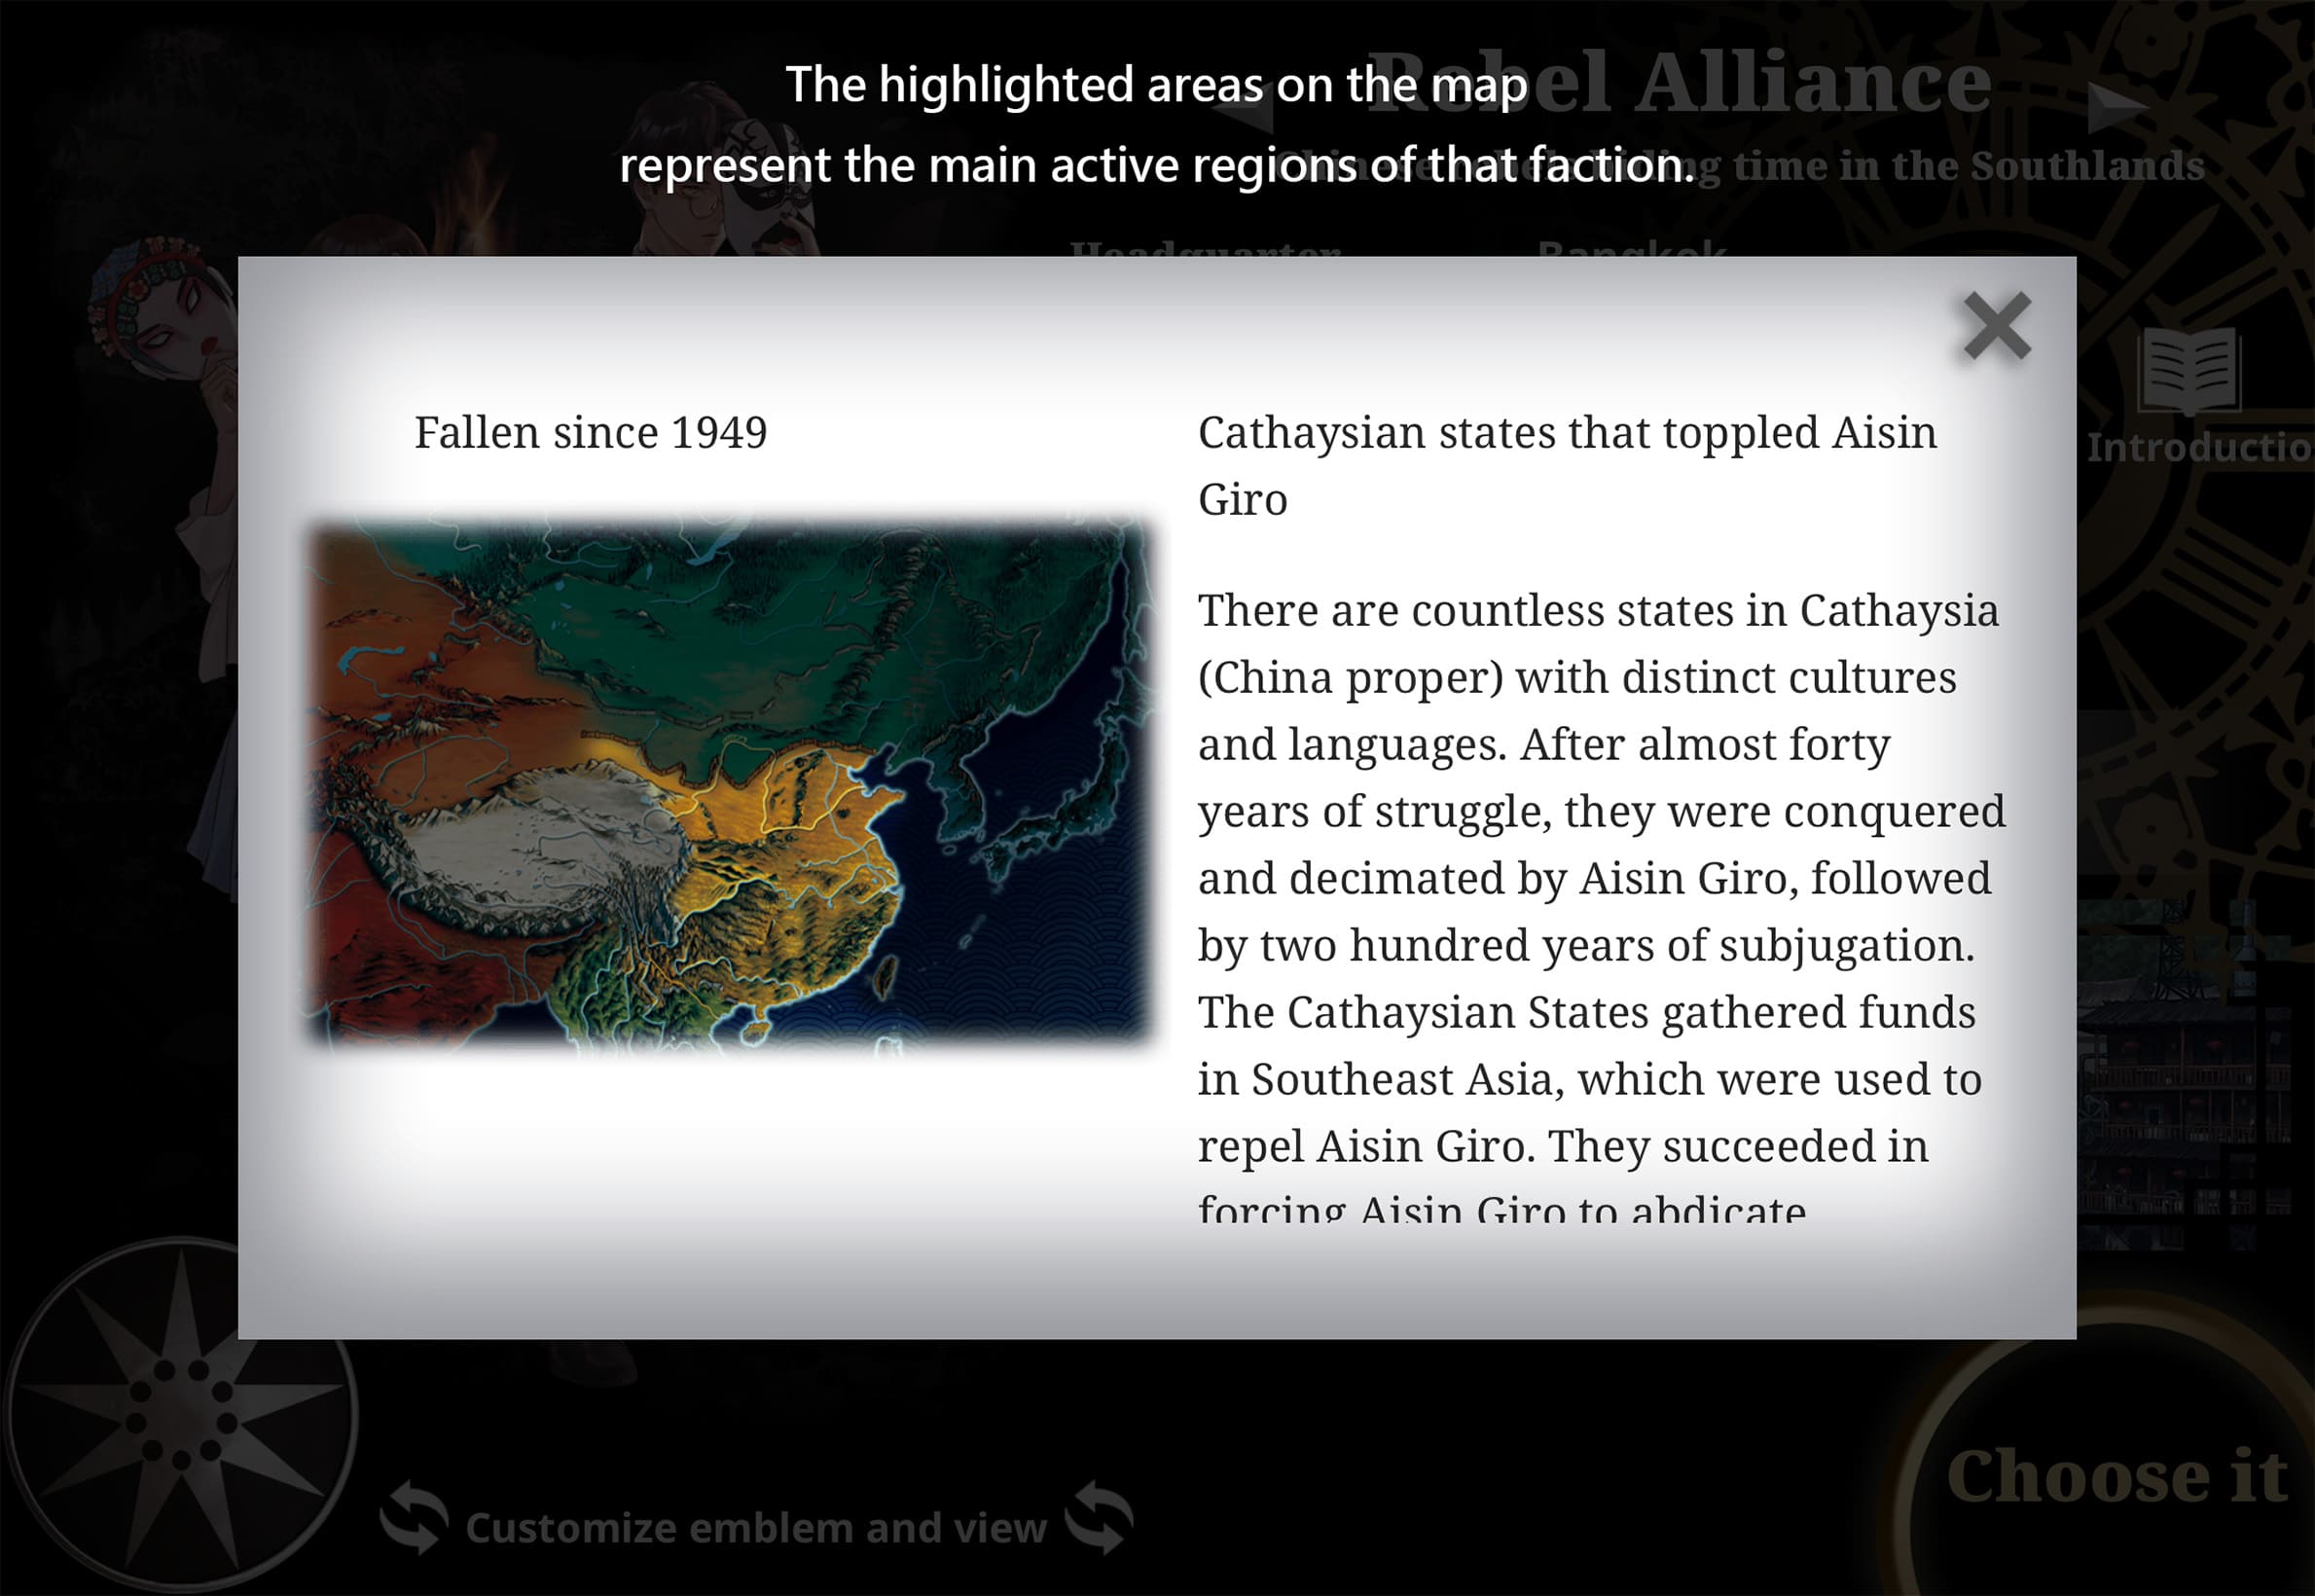 The highlighted areas on the map
represent the main active regions of that faction.
Rebel Alliance
time in the Southlands
Headquarter
Bangkok
Fallen since 1949
Cathaysian states that toppled Aisin
Giro
There are countless states in Cathaysia
(China proper) with distinct cultures
and languages. After almost forty
years of struggle, they were conquered
and decimated by Aisin Giro, followed
by two hundred years of subjugation.
The Cathaysian States gathered funds
in Southeast Asia, which were used to
repel Aisin Giro. They succeeded in
forcing Aisin Giro to abdicate
Introductio
Customize emblem and view
Choose it